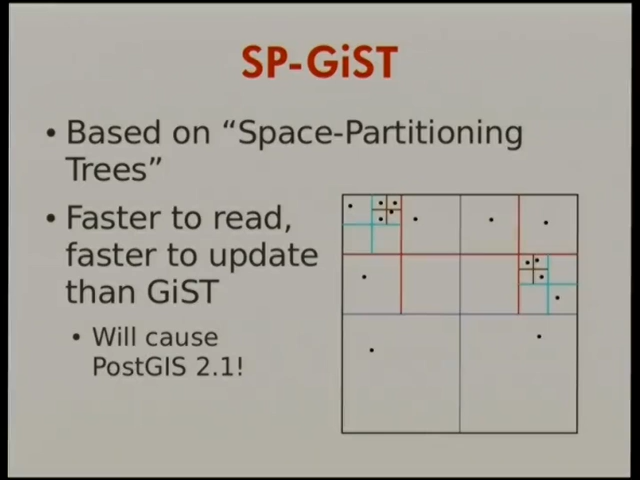 SP-GiST
• Based on “Space-Partitioning
Trees”
• Faster to read,
faster to update
than GiST
• Will cause
PostGIS 2.1!